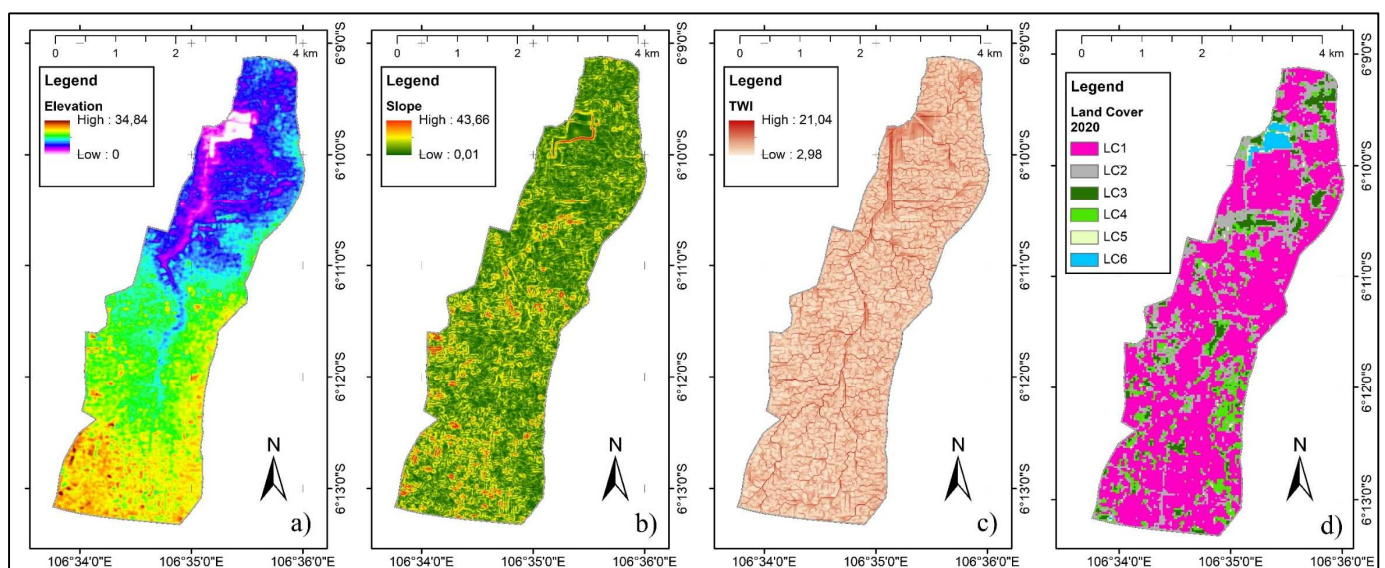 0 1 2 4 km
Legend
Elevation
High : 34,84
Low : 0
N
a)
6°9'0"S
6°10'0"S
6°11'0"S
6°12'0"S
6°13'0"S
106°34'0"E 106°35'0"E 106°36'0"E
0 1 2 4 km
Legend
Slope
High : 43,66
Low : 0,01
N
b)
6°9'0"S
6°10'0"S
6°11'0"S
6°12'0"S
6°13'0"S
106°34'0"E 106°35'0"E 106°36'0"E
0 1 2 4 km
Legend
TWI
High : 21,04
Low : 2,98
N
c)
6°9'0"S
6°10'0"S
6°11'0"S
6°12'0"S
6°13'0"S
106°34'0"E 106°35'0"E 106°36'0"E
0 1 2 4 km
Legend
Land Cover
2020
LC1
LC2
LC3
LC4
LC5
LC6
N
d)
6°9'0"S
6°10'0"S
6°11'0"S
6°12'0"S
6°13'0"S
106°34'0"E 106°35'0"E 106°36'0"E